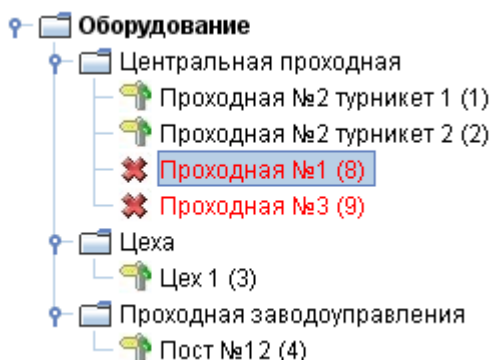 Оборудование
Центральная проходная
Проходная №2 турникет 1 (1)
Проходная №2 турникет 2 (2)
Проходная №1 (8)
Проходная №3 (9)
Цеха
Цех 1 (3)
Проходная заводоуправления
Пост №12 (4)